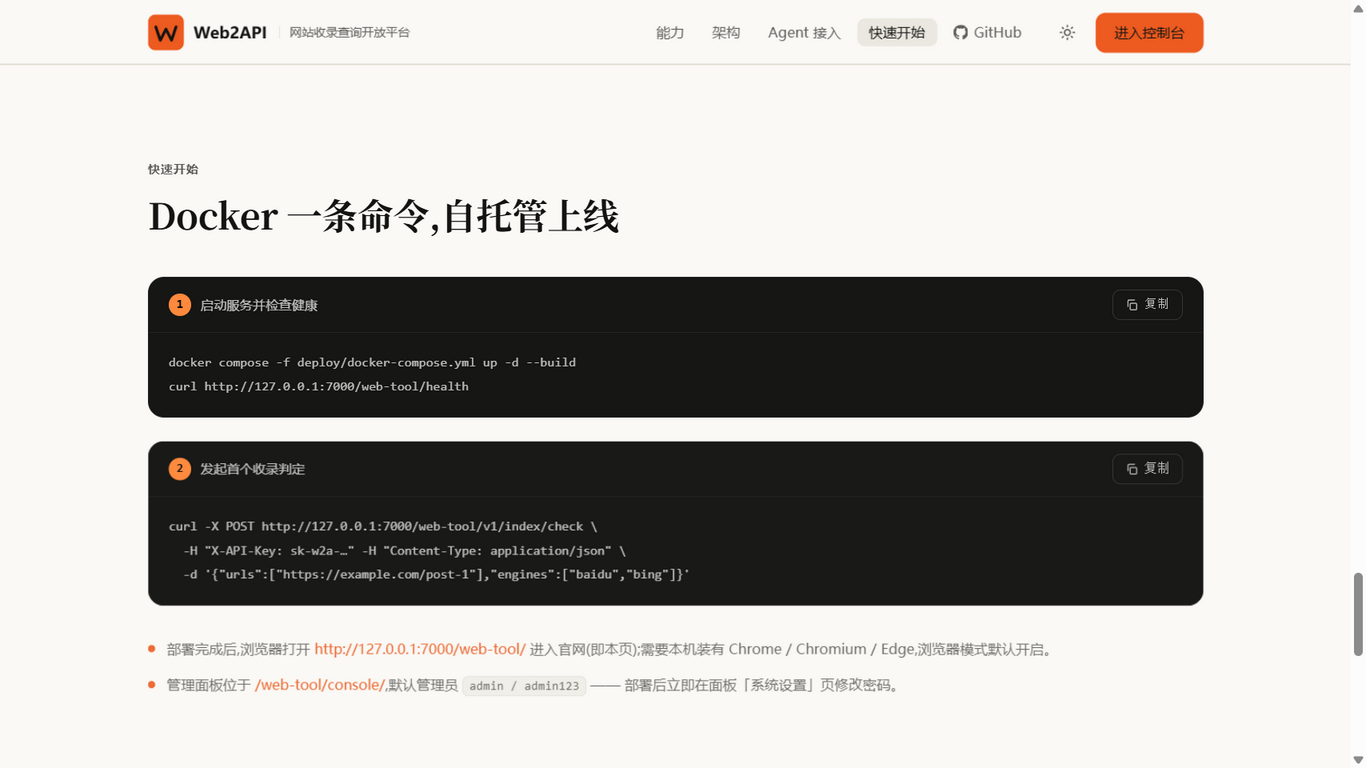 W Web2API 网站收录查询开放平台 能力 架构 Agent 接入 快速开始 GitHub 进入控制台
快速开始
Docker 一条命令,自托管上线
1 启动服务并检查健康 复制
docker compose -f deploy/docker-compose.yml up -d --build
curl http://127.0.0.1:7000/web-tool/health
2 发起首个收录判定 复制
curl -X POST http://127.0.0.1:7000/web-tool/v1/index/check \
  -H "X-API-Key: sk-w2a-…" -H "Content-Type: application/json" \
  -d '{"urls":["https://example.com/post-1"],"engines":["baidu","bing"]}'
部署完成后,浏览器打开 http://127.0.0.1:7000/web-tool/ 进入官网(即本页);需要本机装有 Chrome / Chromium / Edge,浏览器模式默认开启。
管理面板位于 /web-tool/console/,默认管理员 admin / admin123 —— 部署后立即在面板「系统设置」页修改密码。